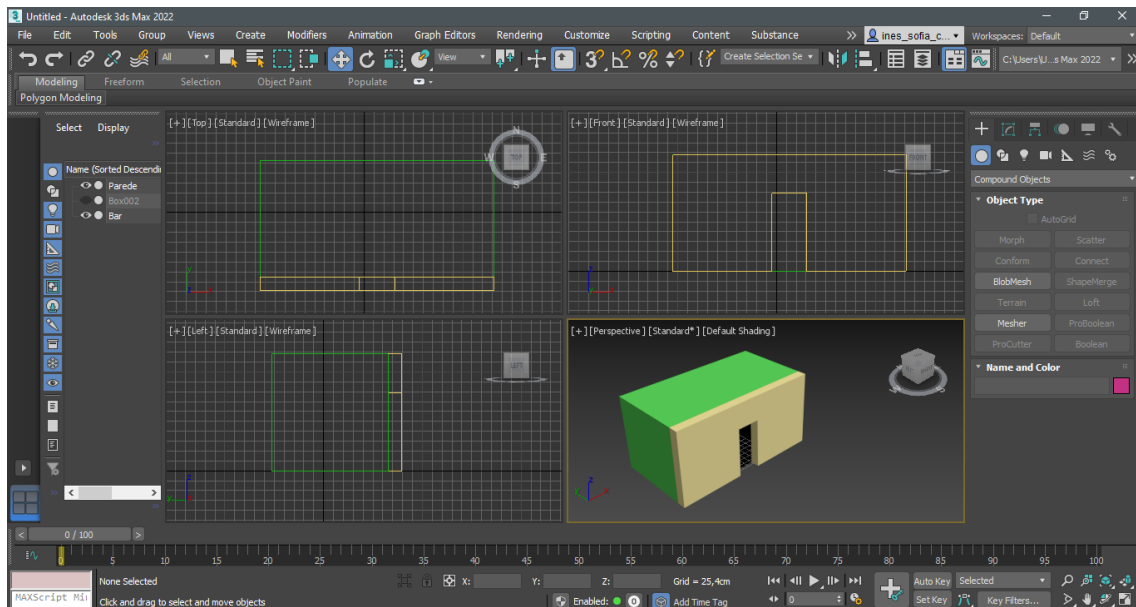 Untitled - Autodesk 3ds Max 2022
File Edit Tools Group Views Create Modifiers Animation Graph Editors Rendering Customize Scripting Content Substance ines_sofia_c... Workspaces: Default
All View Create Selection Se C:\Users\U...s Max 2022
Modeling Freeform Selection Object Paint Populate
Polygon Modeling
Select Display
Name (Sorted Descendi
Parede
Box002
Bar
[+] [Top] [Standard] [Wireframe]
N
W TOP E
S
[+] [Front] [Standard] [Wireframe]
FRONT
[+] [Left] [Standard] [Wireframe]
LEFT
[+] [Perspective] [Standard*] [Default Shading]
Compound Objects
Object Type
AutoGrid
Morph Scatter
Conform Connect
BlobMesh ShapeMerge
Terrain Loft
Mesher ProBoolean
ProCutter Boolean
Name and Color
0 / 100
0 5 10 15 20 25 30 35 40 45 50 55 60 65 70 75 80 85 90 95 100
None Selected X: Y: Z: Grid = 25,4cm Auto Key Selected
MAXScript Mi Click and drag to select and move objects Enabled: 0 Add Time Tag 0 Set Key Key Filters...